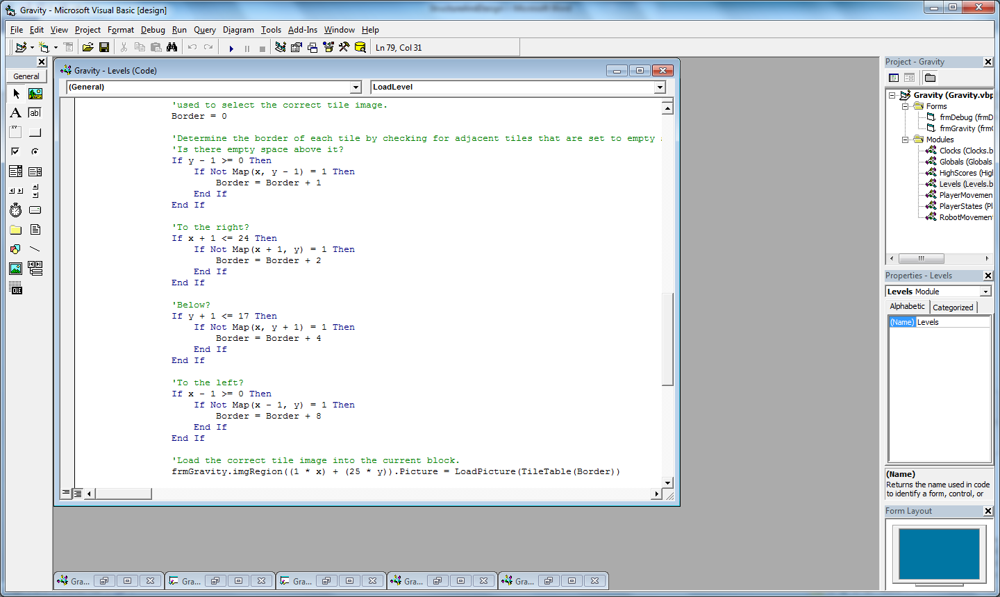 Gravity - Microsoft Visual Basic [design]
File Edit View Project Format Debug Run Query Diagram Tools Add-Ins Window Help
Ln 79, Col 31
General
A
ab
xy
OLE
Gravity - Levels (Code)
(General)
LoadLevel
'used to select the correct tile image.
Border = 0
'Determine the border of each tile by checking for adjacent tiles that are set to empty
'Is there empty space above it?
If y - 1 >= 0 Then
If Not Map(x, y - 1) = 1 Then
Border = Border + 1
End If
End If
'To the right?
If x + 1 <= 24 Then
If Not Map(x + 1, y) = 1 Then
Border = Border + 2
End If
End If
'Below?
If y + 1 <= 17 Then
If Not Map(x, y + 1) = 1 Then
Border = Border + 4
End If
End If
'To the left?
If x - 1 >= 0 Then
If Not Map(x - 1, y) = 1 Then
Border = Border + 8
End If
End If
'Load the correct tile image into the current block.
frmGravity.imgRegion((1 * x) + (25 * y)).Picture = LoadPicture(TileTable(Border))
Gra...
Gra...
Gra...
Gra...
Gra...
Project - Gravity
Gravity (Gravity.vbp
Forms
frmDebug (frmD
frmGravity (frmG
Modules
Clocks (Clocks.b
Globals (Globals
HighScores (Higl
Levels (Levels.b
PlayerMovemen
PlayerStates (Pl
RobotMovement
Properties - Levels
Levels Module
Alphabetic Categorized
(Name) Levels
(Name)
Returns the name used in code
to identify a form, control, or
Form Layout